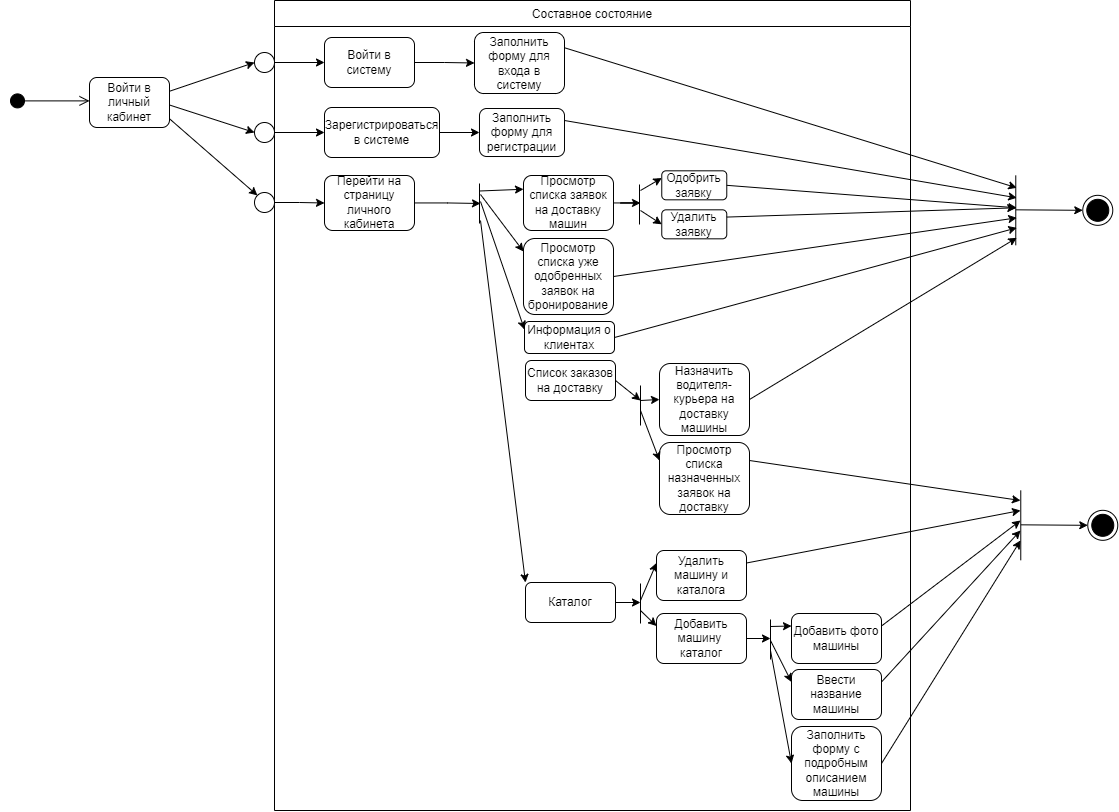 Составное состояние
Войти в
личный
кабинет
Войти в
систему
Заполнить
форму для
входа в
систему
Зарегистрироваться
в системе
Заполнить
форму для
регистрации
Перейти на
страницу
личного
кабинета
Просмотр
списка заявок
на доставку
машин
Одобрить
заявку
Удалить
заявку
Просмотр
списка уже
одобренных
заявок на
бронирование
Информация о
клиентах
Список заказов
на доставку
Назначить
водителя-
курьера на
доставку
машины
Просмотр
списка
назначенных
заявок на
доставку
Каталог
Удалить
машину и
каталога
Добавить
машину
каталог
Добавить фото
машины
Ввести
название
машины
Заполнить
форму с
подробным
описанием
машины